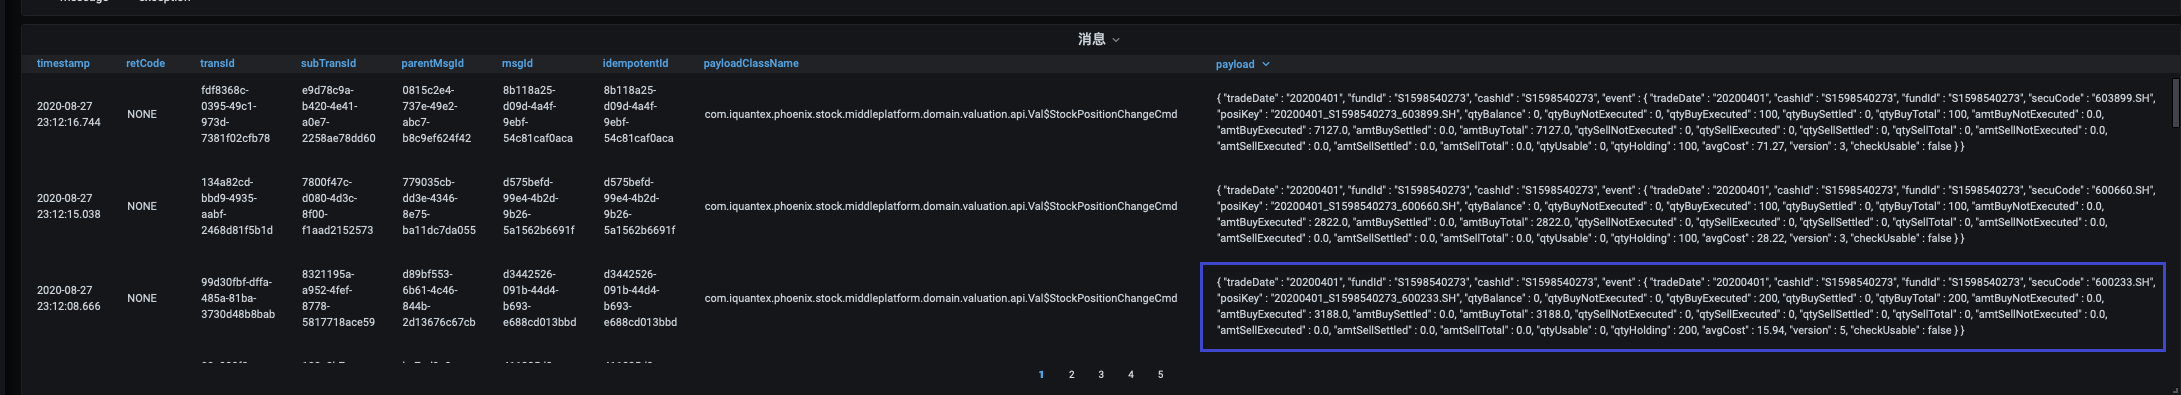 消息
timestamp retCode transId subTransId parentMsgId msgId idempotentId payloadClassName payload
2020-08-27
23:12:16.744
NONE
fdf8368c-
0395-49c1-
973d-
7381f02cfb78
e9d78c9a-
b420-4e41-
a0e7-
2258ae78dd60
0815c2e4-
737e-49e2-
abc7-
b8c9ef624f42
8b118a25-
d09d-4a4f-
9ebf-
54c81caf0aca
8b118a25-
d09d-4a4f-
9ebf-
54c81caf0aca
com.iquantex.phoenix.stock.middleplatform.domain.valuation.api.Val$StockPositionChangeCmd
{ "tradeDate" : "20200401", "fundId" : "S1598540273", "cashId" : "S1598540273", "event" : { "tradeDate" : "20200401", "cashId" : "S1598540273", "fundId" : "S1598540273", "secuCode" : "603899.SH",
"posiKey" : "20200401_S1598540273_603899.SH", "qtyBalance" : 0, "qtyBuyNotExecuted" : 0, "qtyBuyExecuted" : 100, "qtyBuySettled" : 0, "qtyBuyTotal" : 100, "amtBuyNotExecuted" : 0.0,
"amtBuyExecuted" : 7127.0, "amtBuySettled" : 0.0, "amtBuyTotal" : 7127.0, "qtySellNotExecuted" : 0, "qtySellExecuted" : 0, "qtySellSettled" : 0, "qtySellTotal" : 0, "amtSellNotExecuted" : 0.0,
"amtSellExecuted" : 0.0, "amtSellSettled" : 0.0, "amtSellTotal" : 0.0, "qtyUsable" : 0, "qtyHolding" : 100, "avgCost" : 71.27, "version" : 3, "checkUsable" : false } }
2020-08-27
23:12:15.038
NONE
134a82cd-
bbd9-4935-
aabf-
2468d81f5b1d
7800f47c-
d080-4d3c-
8f00-
f1aad2152573
779035cb-
dd3e-4346-
8e75-
ba11dc7da055
d575befd-
99e4-4b2d-
9b26-
5a1562b6691f
d575befd-
99e4-4b2d-
9b26-
5a1562b6691f
com.iquantex.phoenix.stock.middleplatform.domain.valuation.api.Val$StockPositionChangeCmd
{ "tradeDate" : "20200401", "fundId" : "S1598540273", "cashId" : "S1598540273", "event" : { "tradeDate" : "20200401", "cashId" : "S1598540273", "fundId" : "S1598540273", "secuCode" : "600660.SH",
"posiKey" : "20200401_S1598540273_600660.SH", "qtyBalance" : 0, "qtyBuyNotExecuted" : 0, "qtyBuyExecuted" : 100, "qtyBuySettled" : 0, "qtyBuyTotal" : 100, "amtBuyNotExecuted" : 0.0,
"amtBuyExecuted" : 2822.0, "amtBuySettled" : 0.0, "amtBuyTotal" : 2822.0, "qtySellNotExecuted" : 0, "qtySellExecuted" : 0, "qtySellSettled" : 0, "qtySellTotal" : 0, "amtSellNotExecuted" : 0.0,
"amtSellExecuted" : 0.0, "amtSellSettled" : 0.0, "amtSellTotal" : 0.0, "qtyUsable" : 0, "qtyHolding" : 100, "avgCost" : 28.22, "version" : 3, "checkUsable" : false } }
2020-08-27
23:12:08.666
NONE
99d30fbf-dffa-
485a-81ba-
3730d48b8bab
8321195a-
a952-4fef-
8778-
5817718ace59
d89bf553-
6b61-4c46-
844b-
2d13676c67cb
d3442526-
091b-44d4-
b693-
e688cd013bbd
d3442526-
091b-44d4-
b693-
e688cd013bbd
com.iquantex.phoenix.stock.middleplatform.domain.valuation.api.Val$StockPositionChangeCmd
{ "tradeDate" : "20200401", "fundId" : "S1598540273", "cashId" : "S1598540273", "event" : { "tradeDate" : "20200401", "cashId" : "S1598540273", "fundId" : "S1598540273", "secuCode" : "600233.SH",
"posiKey" : "20200401_S1598540273_600233.SH", "qtyBalance" : 0, "qtyBuyNotExecuted" : 0, "qtyBuyExecuted" : 200, "qtyBuySettled" : 0, "qtyBuyTotal" : 200, "amtBuyNotExecuted" : 0.0,
"amtBuyExecuted" : 3188.0, "amtBuySettled" : 0.0, "amtBuyTotal" : 3188.0, "qtySellNotExecuted" : 0, "qtySellExecuted" : 0, "qtySellSettled" : 0, "qtySellTotal" : 0, "amtSellNotExecuted" : 0.0,
"amtSellExecuted" : 0.0, "amtSellSettled" : 0.0, "amtSellTotal" : 0.0, "qtyUsable" : 0, "qtyHolding" : 200, "avgCost" : 15.94, "version" : 5, "checkUsable" : false } }
1 2 3 4 5